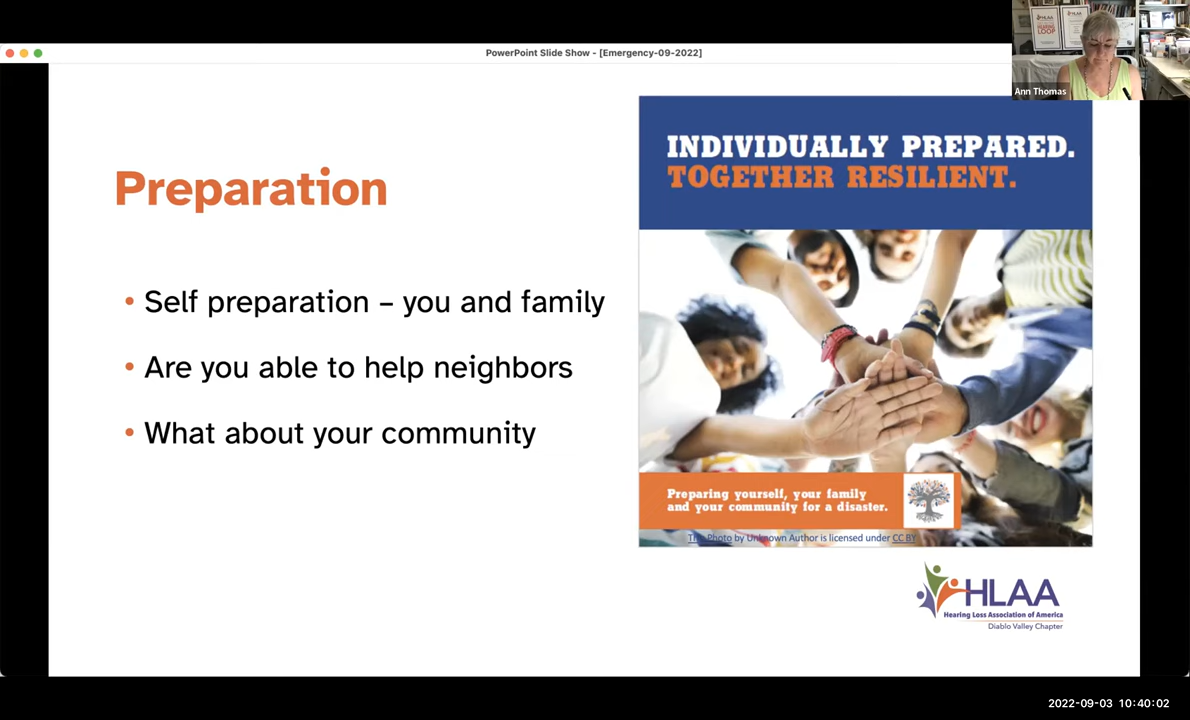 PowerPoint Slide Show - [Emergency-09-2022]
Ann Thomas
Preparation
• Self preparation – you and family
• Are you able to help neighbors
• What about your community
INDIVIDUALLY PREPARED.
TOGETHER RESILIENT.
Preparing yourself, your family
and your community for a disaster.
This Photo by Unknown Author is licensed under CC BY
HLAA
Hearing Loss Association of America
Diablo Valley Chapter
2022-09-03 10:40:02